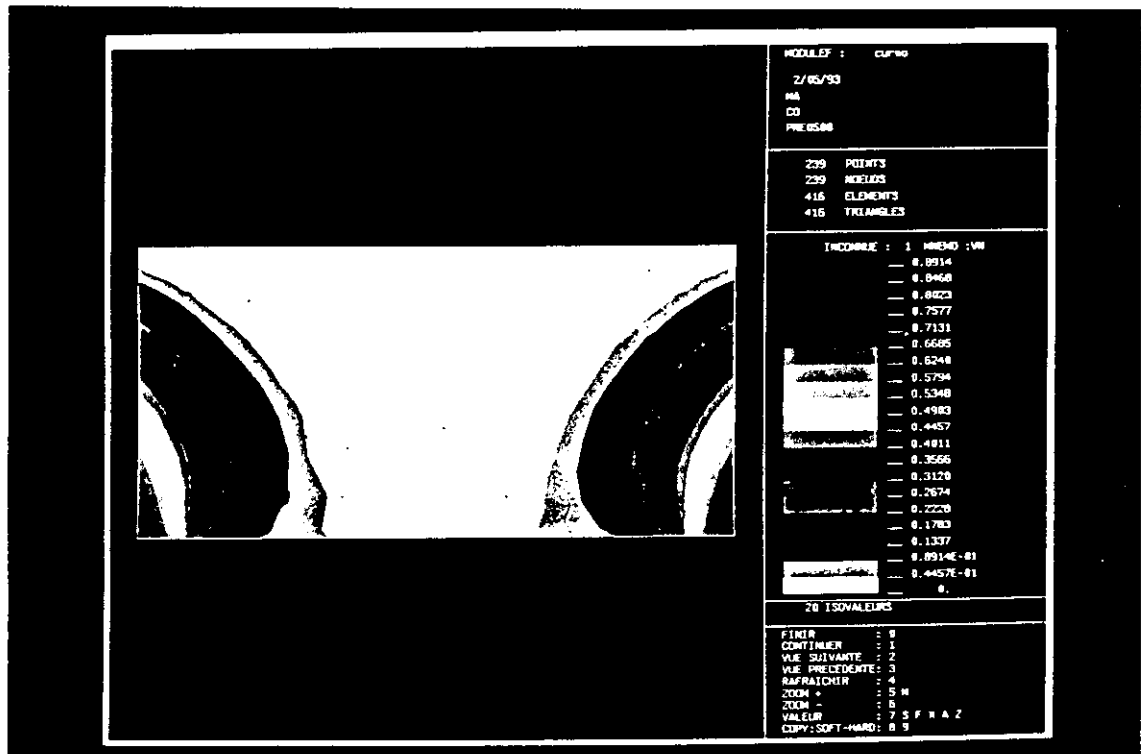 MODULEF : curmo
2/05/93
MA
CO
PNE0500
239 POINTS
239 NOEUDS
416 ELEMENTS
416 TRIANGLES
INCONNUE : 1 MNEMO :VN
0.8914
0.8468
0.8023
0.7577
0.7131
0.6685
0.6240
0.5794
0.5348
0.4903
0.4457
0.4011
0.3566
0.3120
0.2674
0.2228
0.1783
0.1337
0.8914E-01
0.4457E-01
0.
20 ISOVALEURS
FINIR : 0
CONTINUER : 1
VUE SUIVANTE : 2
VUE PRECEDENTE: 3
RAFRAICHIR : 4
ZOOM + : 5 M
ZOOM - : 6
VALEUR : 7 S F X A Z
COPY:SOFT-HARD: 8 9